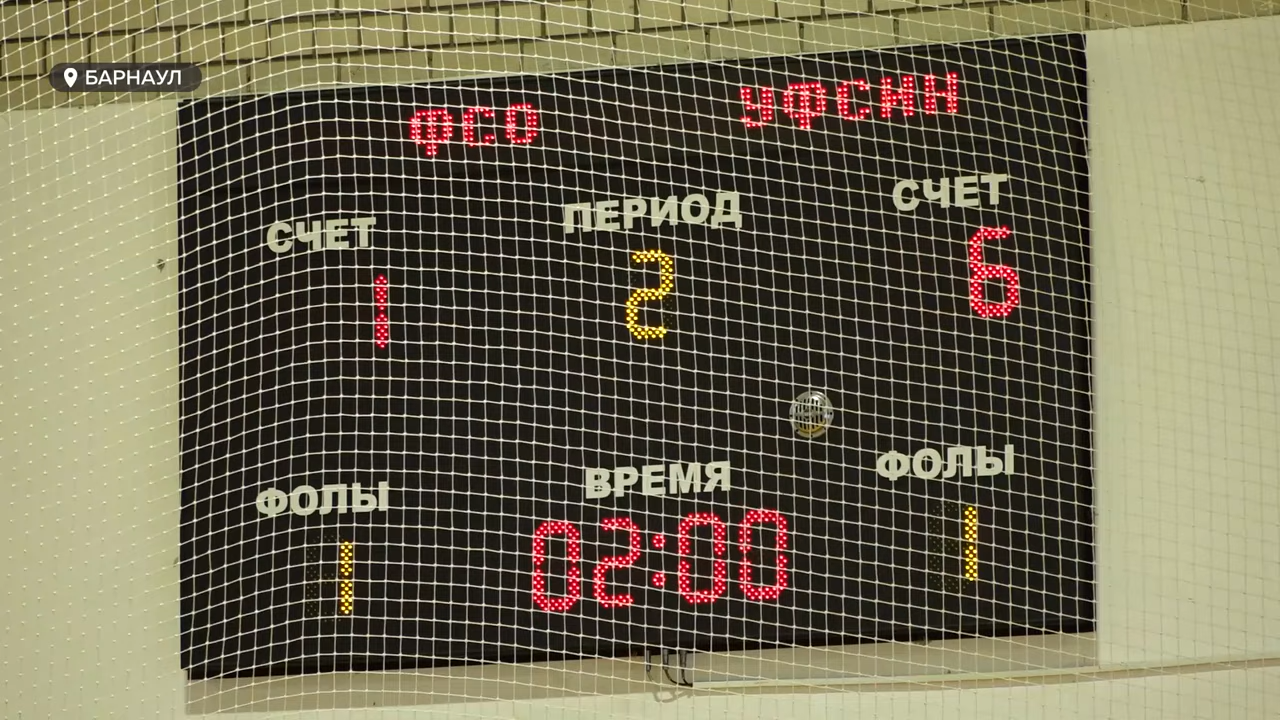 БАРНАУЛ
ФСО
УФСИН
СЧЕТ
ПЕРИОД
СЧЕТ
1
2
6
ФОЛЫ
ВРЕМЯ
ФОЛЫ
1
02:00
1